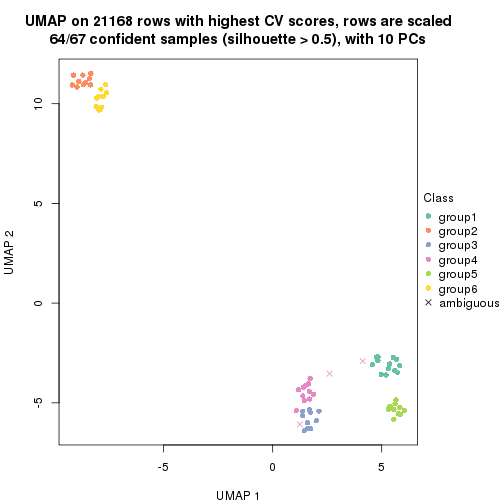 UMAP on 21168 rows with highest CV scores, rows are scaled
64/67 confident samples (silhouette > 0.5), with 10 PCs
10
5
0
-5
UMAP 2
-5
0
5
UMAP 1
Class
group1
group2
group3
group4
group5
group6
ambiguous